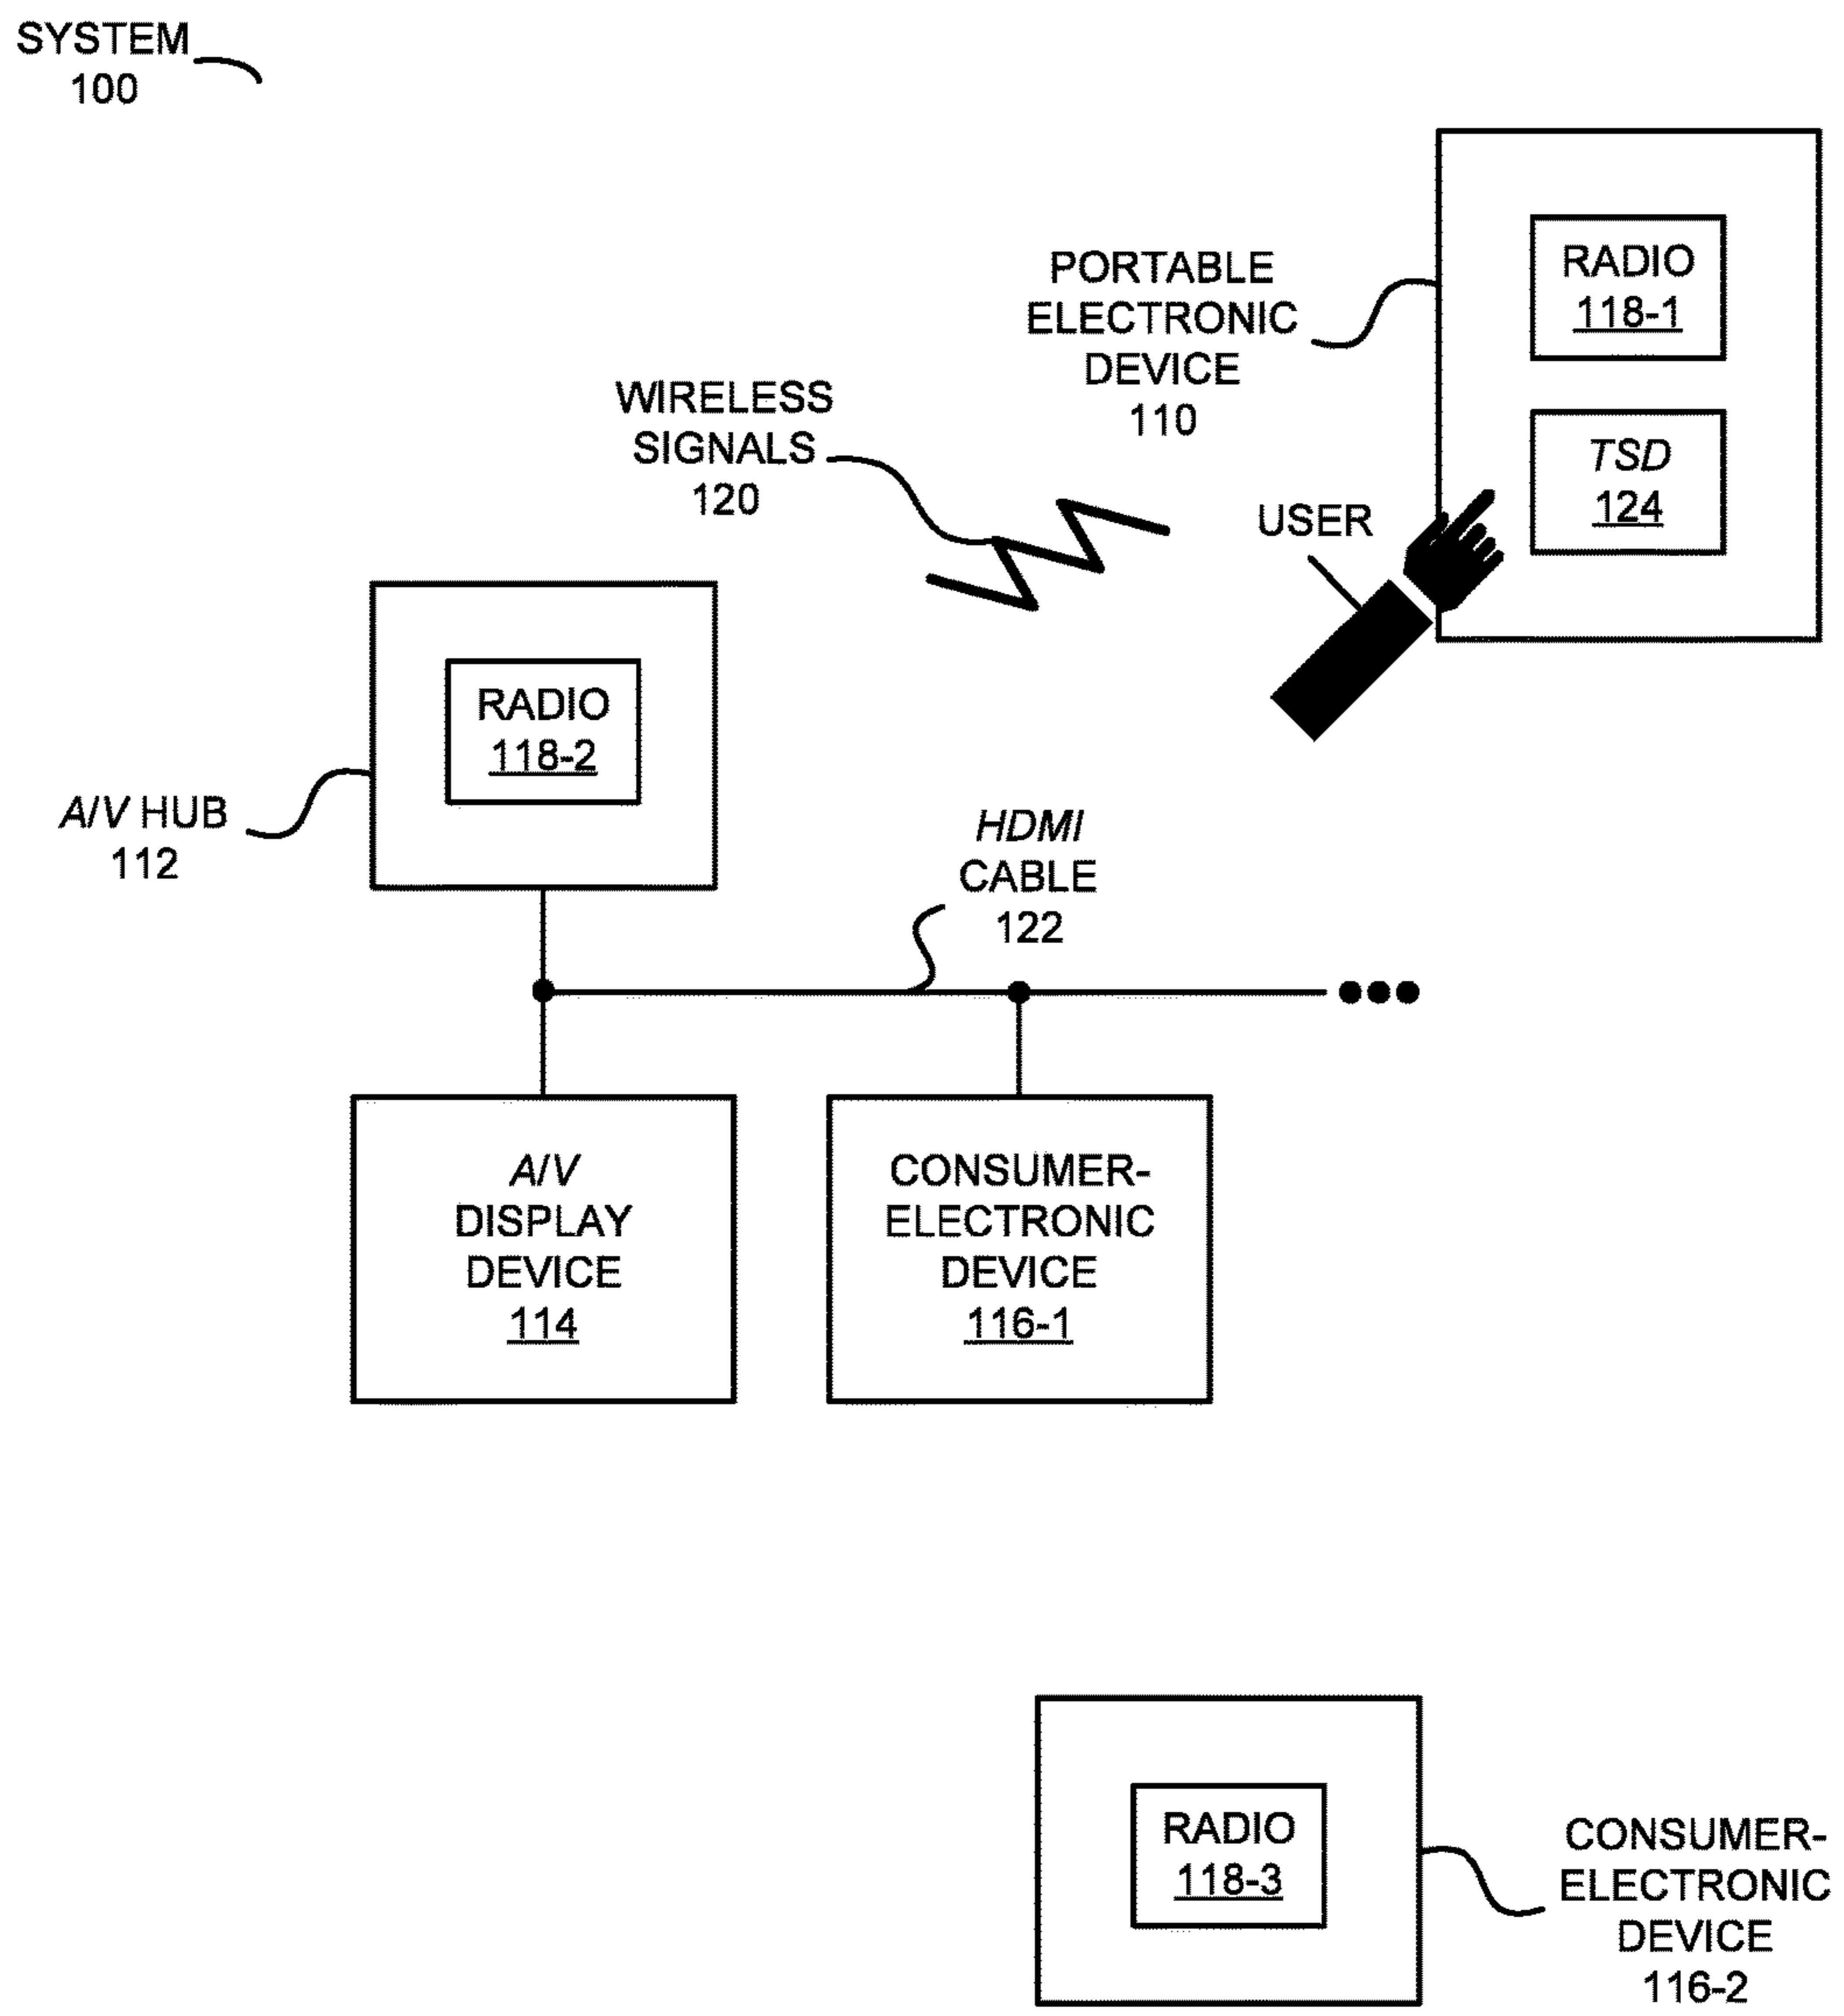 SYSTEM
100
PORTABLE
ELECTRONIC
DEVICE
110
RADIO
118-1
TSD
124
WIRELESS
SIGNALS
120
USER
RADIO
118-2
A/V HUB
112
HDMI
CABLE
122
A/V
DISPLAY
DEVICE
114
CONSUMER-
ELECTRONIC
DEVICE
116-1
RADIO
118-3
CONSUMER-
ELECTRONIC
DEVICE
116-2